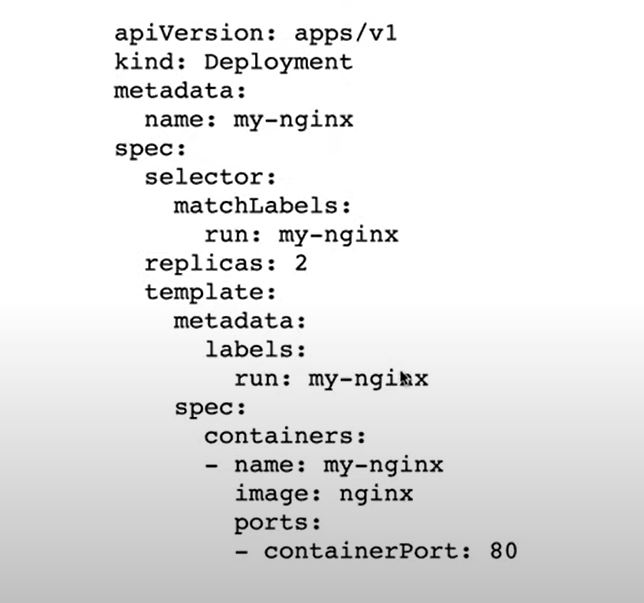 apiVersion: apps/v1
kind: Deployment
metadata:
  name: my-nginx
spec:
  selector:
    matchLabels:
      run: my-nginx
  replicas: 2
  template:
    metadata:
      labels:
        run: my-nginx
    spec:
      containers:
      - name: my-nginx
        image: nginx
        ports:
        - containerPort: 80